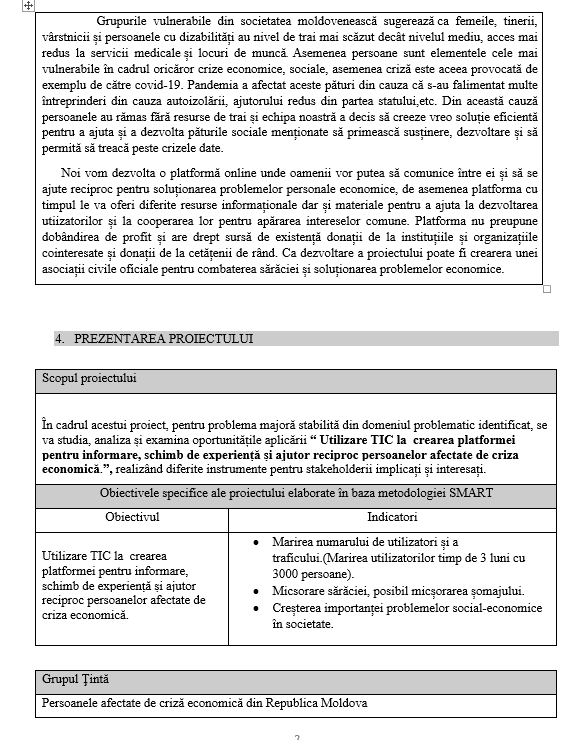 Grupurile vulnerabile din societatea moldovenească sugerează ca femeile, tinerii,
vârstnicii și persoanele cu dizabilități au nivel de trai mai scăzut decât nivelul mediu, acces mai
redus la servicii medicale și locuri de muncă. Asemenea persoane sunt elementele cele mai
vulnerabile în cadrul oricăror crize economice, sociale, asemenea criză este aceea provocată de
exemplu de către covid-19. Pandemia a afectat aceste pături din cauza că s-au falimentat multe
întreprinderi din cauza autoizolării, ajutorului redus din partea statului,etc. Din această cauză
persoanele au rămas fără resurse de trai și echipa noastră a decis să creeze vreo soluție eficientă
pentru a ajuta și a dezvolta păturile sociale menționate să primească susținere, dezvoltare și să
permită să treacă peste crizele date.
Noi vom dezvolta o platformă online unde oamenii vor putea să comunice între ei și să se
ajute reciproc pentru soluționarea problemelor personale economice, de asemenea platforma cu
timpul le va oferi diferite resurse informaționale dar și materiale pentru a ajuta la dezvoltarea
utiizatorilor și la cooperarea lor pentru apărarea intereselor comune. Platforma nu preupune
dobândirea de profit și are drept sursă de existență donații de la instituțiile și organizațiile
cointeresate și donații de la cetățenii de rând. Ca dezvoltare a proiectului poate fi crearera unei
asociații civile oficiale pentru combaterea sărăciei și soluționarea problemelor economice.
4. PREZENTAREA PROIECTULUI
Scopul proiectului
În cadrul acestui proiect, pentru problema majoră stabilită din domeniul problematic identificat, se
va studia, analiza și examina oportunitățile aplicării “ Utilizare TIC la crearea platformei
pentru informare, schimb de experiență și ajutor reciproc persoanelor afectate de criza
economică.”, realizând diferite instrumente pentru stakeholderii implicați și interesați.
Obiectivele specifice ale proiectului elaborate în baza metodologiei SMART
Obiectivul
Indicatori
Utilizare TIC la crearea
platformei pentru informare,
schimb de experiență și ajutor
reciproc persoanelor afectate de
criza economică.
• Marirea numarului de utilizatori și a
traficului.(Marirea utilizatorilor timp de 3 luni cu
3000 persoane).
• Micsorare sărăciei, posibil micșorarea șomajului.
• Creșterea importanței problemelor social-economice
în societate.
Grupul Țintă
Persoanele afectate de criză economică din Republica Moldova